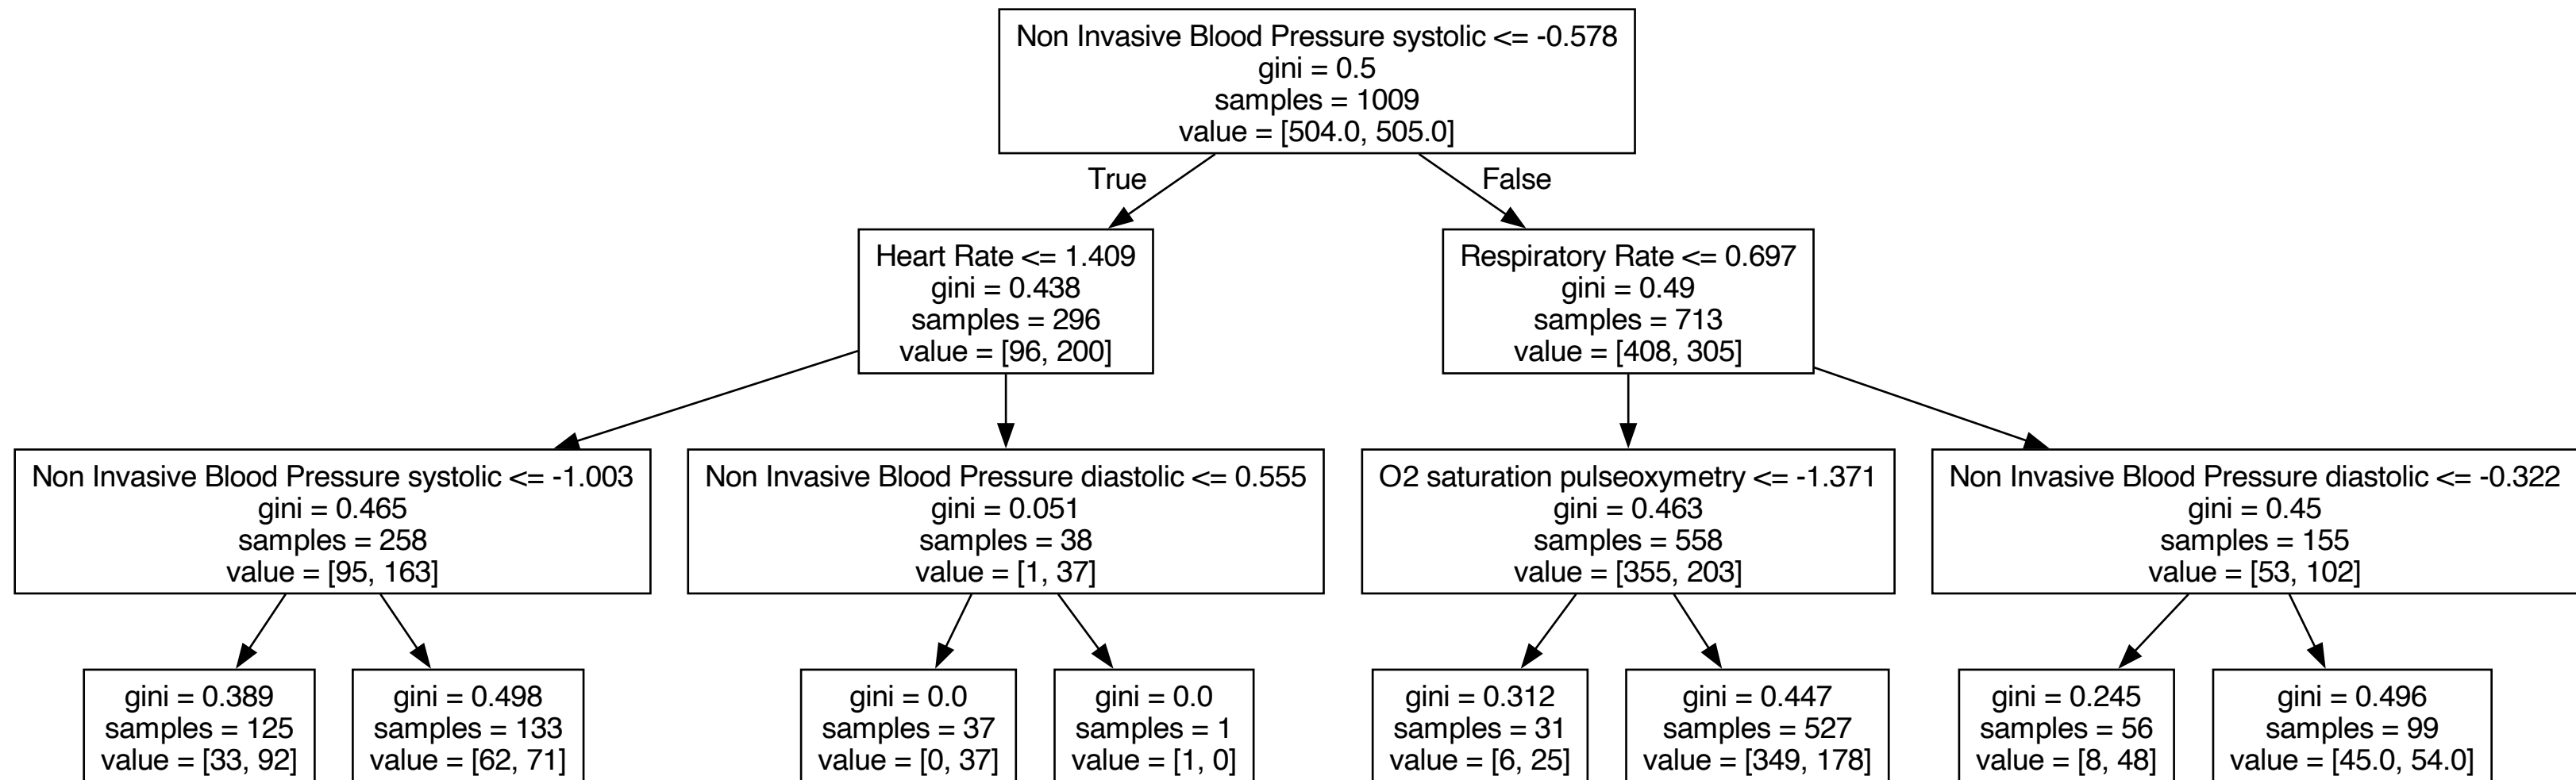 Non Invasive Blood Pressure systolic <= -0.578
gini = 0.5
samples = 1009
value = [504.0, 505.0]
True
False
Heart Rate <= 1.409
gini = 0.438
samples = 296
value = [96, 200]
Respiratory Rate <= 0.697
gini = 0.49
samples = 713
value = [408, 305]
Non Invasive Blood Pressure systolic <= -1.003
gini = 0.465
samples = 258
value = [95, 163]
Non Invasive Blood Pressure diastolic <= 0.555
gini = 0.051
samples = 38
value = [1, 37]
O2 saturation pulseoxymetry <= -1.371
gini = 0.463
samples = 558
value = [355, 203]
Non Invasive Blood Pressure diastolic <= -0.322
gini = 0.45
samples = 155
value = [53, 102]
gini = 0.389
samples = 125
value = [33, 92]
gini = 0.498
samples = 133
value = [62, 71]
gini = 0.0
samples = 37
value = [0, 37]
gini = 0.0
samples = 1
value = [1, 0]
gini = 0.312
samples = 31
value = [6, 25]
gini = 0.447
samples = 527
value = [349, 178]
gini = 0.245
samples = 56
value = [8, 48]
gini = 0.496
samples = 99
value = [45.0, 54.0]